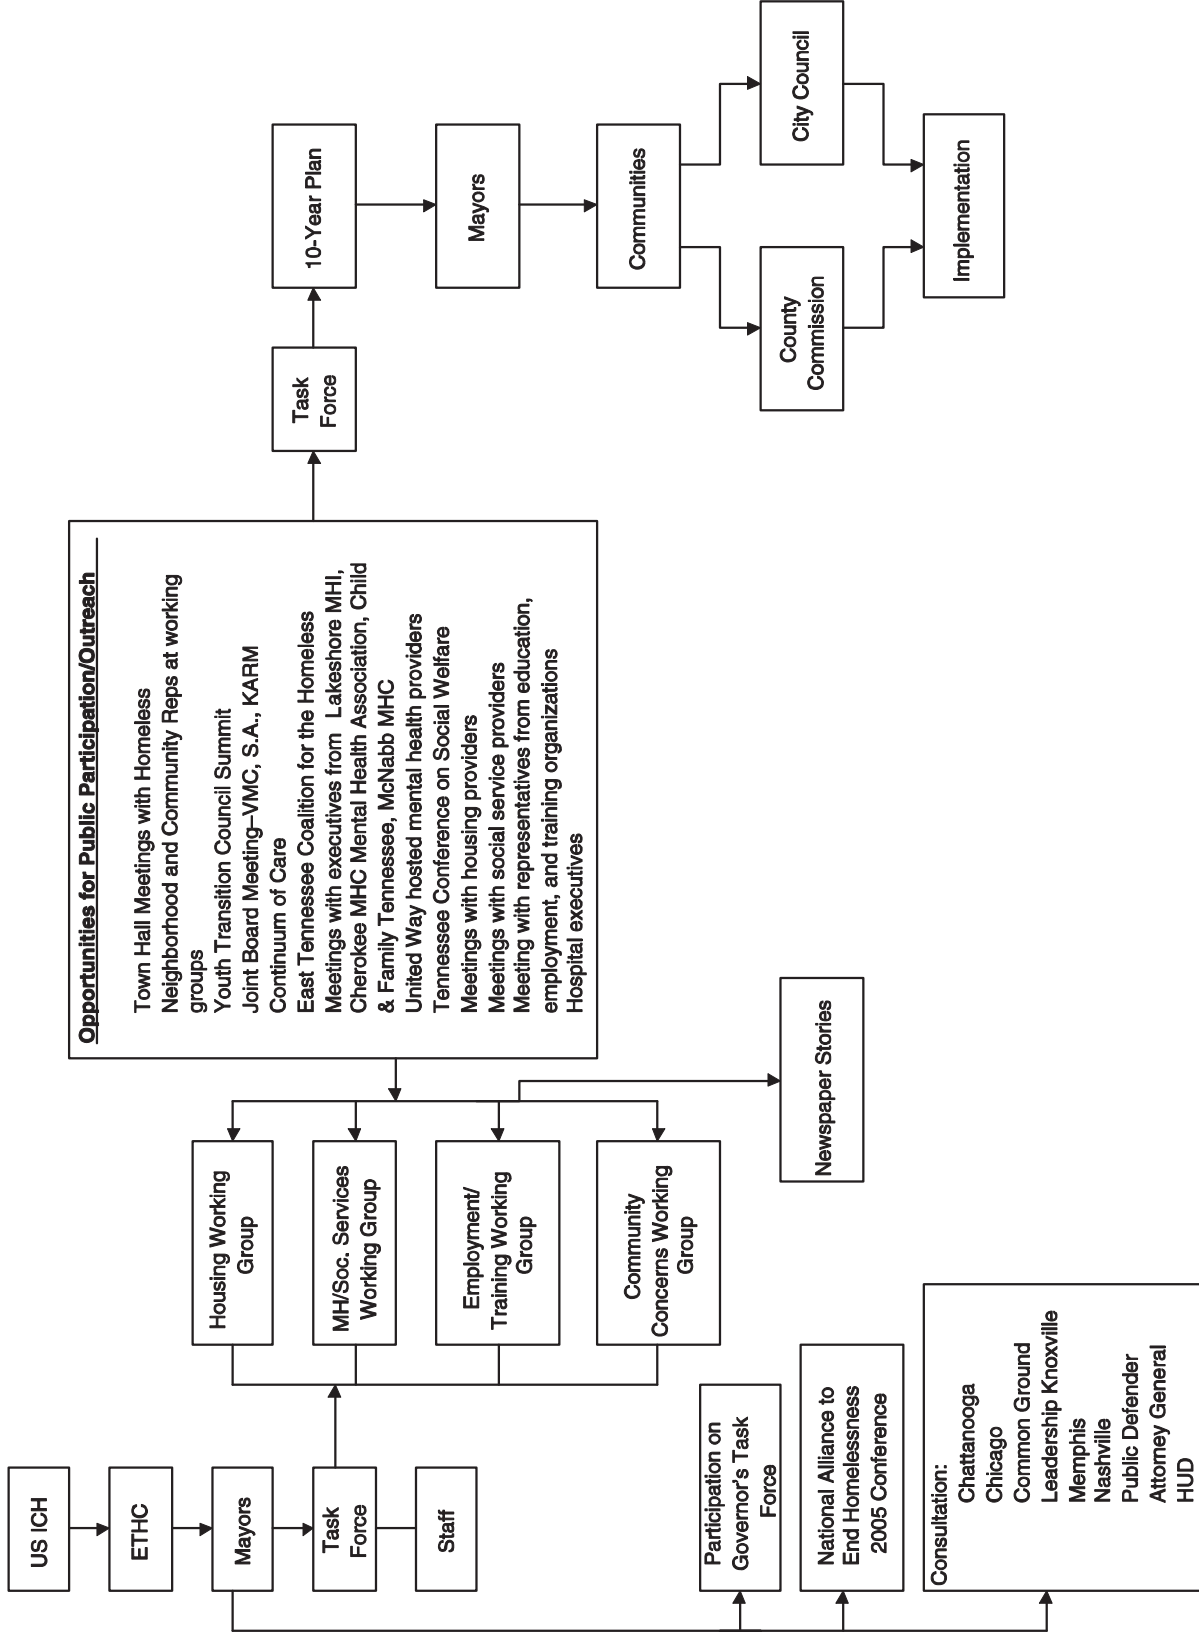 US ICH
ETHC
Mayors
Task
Force
Staff
Participation on
Governor's Task
Force
National Alliance to
End Homelessness
2005 Conference
Consultation:
Chattanooga
Chicago
Common Ground
Leadership Knoxville
Memphis
Nashville
Public Defender
Attorney General
HUD
Housing Working
Group
MH/Soc. Services
Working Group
Employment/
Training Working
Group
Community
Concerns Working
Group
Newspaper Stories
Opportunities for Public Participation/Outreach
Town Hall Meetings with Homeless
Neighborhood and Community Reps at working
groups
Youth Transition Council Summit
Joint Board Meeting–VMC, S.A., KARM
Continuum of Care
East Tennessee Coalition for the Homeless
Meetings with executives from Lakeshore MHI,
Cherokee MHC Mental Health Association, Child
& Family Tennessee, McNabb MHC
United Way hosted mental health providers
Tennessee Conference on Social Welfare
Meetings with housing providers
Meetings with social service providers
Meeting with representatives from education,
employment, and training organizations
Hospital executives
Task
Force
10-Year Plan
Mayors
Communities
County
Commission
City Council
Implementation